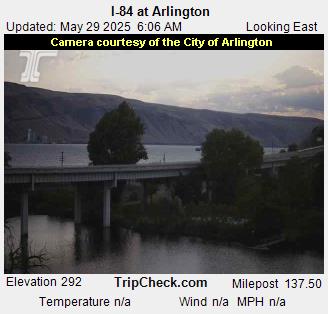 I-84 at Arlington
Updated: May 29 2025 6:06 AM Looking East
Camera courtesy of the City of Arlington
Elevation 292 TripCheck.com Milepost 137.50
Temperature n/a Wind n/a MPH n/a